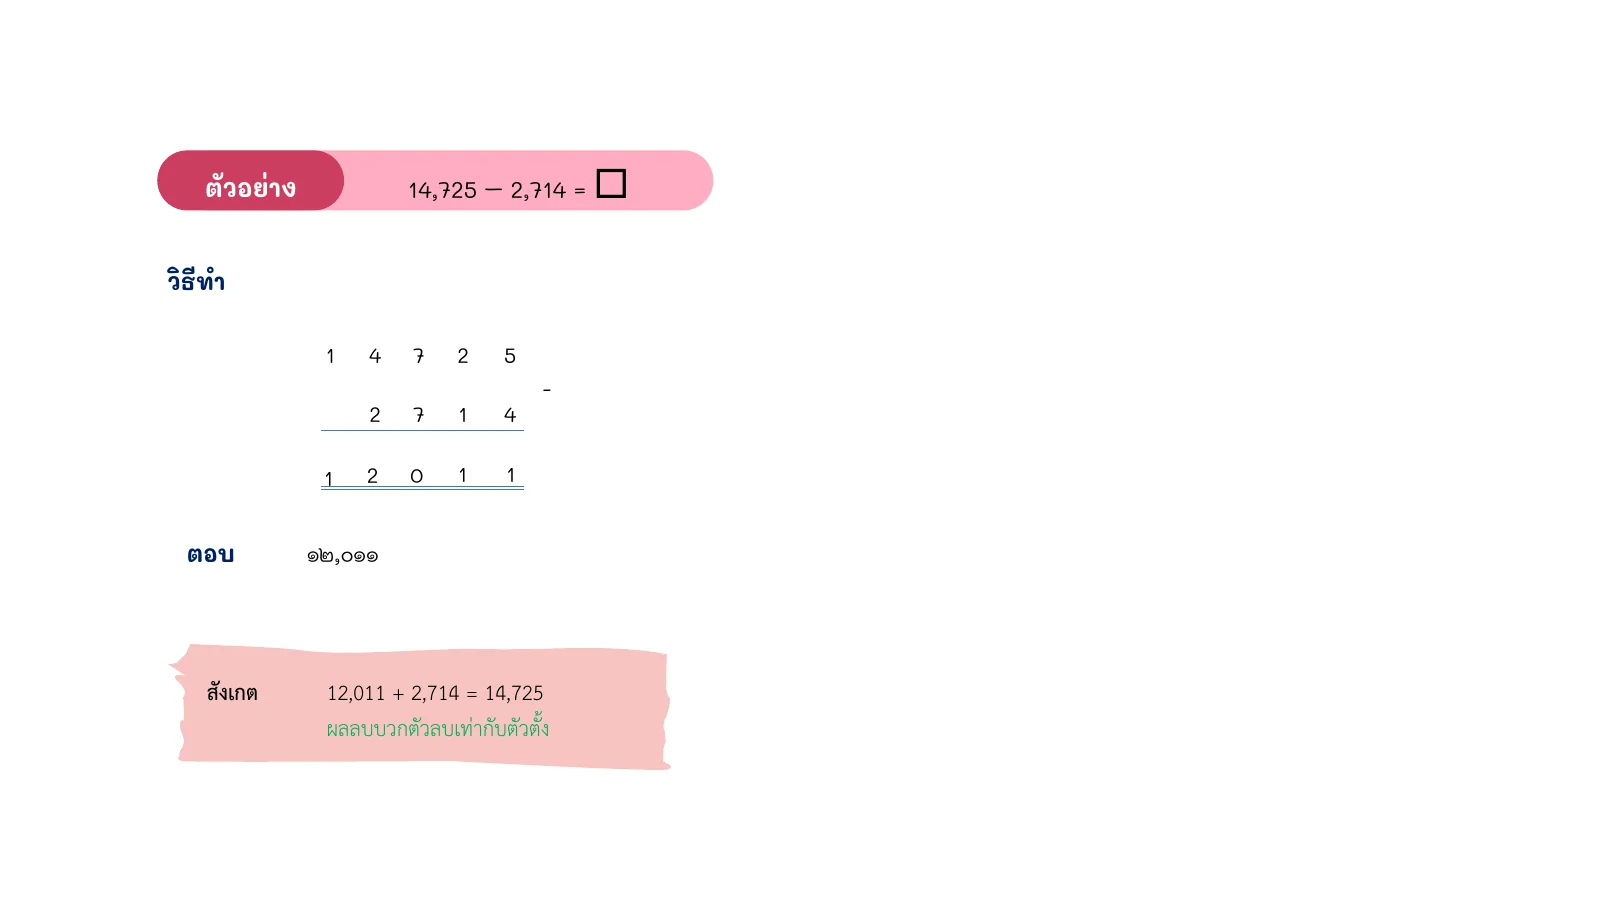 ตัวอย่าง 14,725 – 2,714 = □
วิธีทำ
1 4 7 2 5
-
2 7 1 4
1 2 0 1 1
ตอบ ๑๒,๐๑๑
สังเกต 12,011 + 2,714 = 14,725
ผลลบบวกตัวลบเท่ากับตัวตั้ง